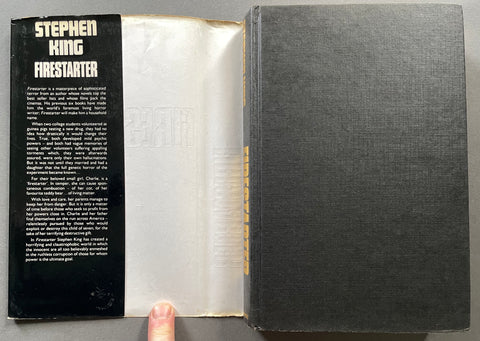 STEPHEN
KING
FIRESTARTER
Firestarter is a masterpiece of sophisticated
terror from an author whose novels top the
best seller lists and whose films pack the
cinemas. His previous six books have made
him the world's foremost living horror
writer; Firestarter will make him a household
name.
When two college students volunteered as
guinea pigs testing a new drug, they had no
idea how drastically it would change their
lives. True, both developed mild psychic
powers – and both had vague memories of
seeing other volunteers suffering appalling
torments which they, were afterwards
assured, were only their own hallucinations.
But it was not until they married and had a
daughter that the full genetic horror of the
experiment became known . . .
For their beloved small girl, Charlie, is a
'firestarter'. In temper, she can cause spon-
taneous combustion – of her cot, of her
favourite teddy bear . . . of living matter.
With love and care, her parents manage to
keep her from danger. But it is only a matter
of time before those who seek to profit from
her powers close in. Charlie and her father
find themselves on the run across America –
relentlessly pursued by those who would
exploit or destroy this child of seven, for
the sake of her terrifying destructive gift.
In Firestarter Stephen King has created a
horrifying and claustrophobic world in which
the innocent are all too believably enmeshed
in the ruthless corruption of those for whom
power is the ultimate goal.
FIRESTARTER